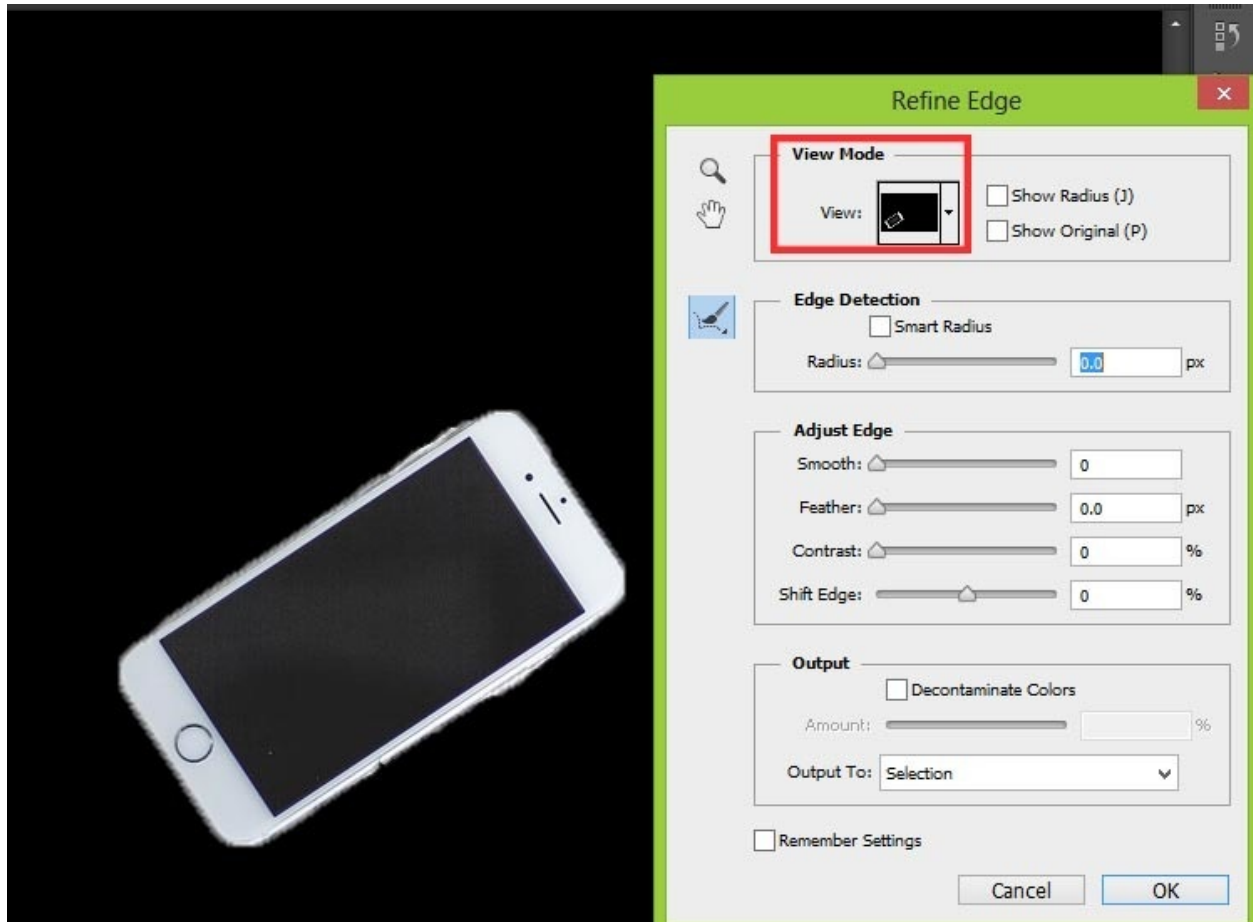 Refine Edge
View Mode
View:
Show Radius (J)
Show Original (P)
Edge Detection
Smart Radius
Radius: 0.0 px
Adjust Edge
Smooth: 0
Feather: 0.0 px
Contrast: 0 %
Shift Edge: 0 %
Output
Decontaminate Colors
Amount: %
Output To: Selection
Remember Settings
Cancel OK